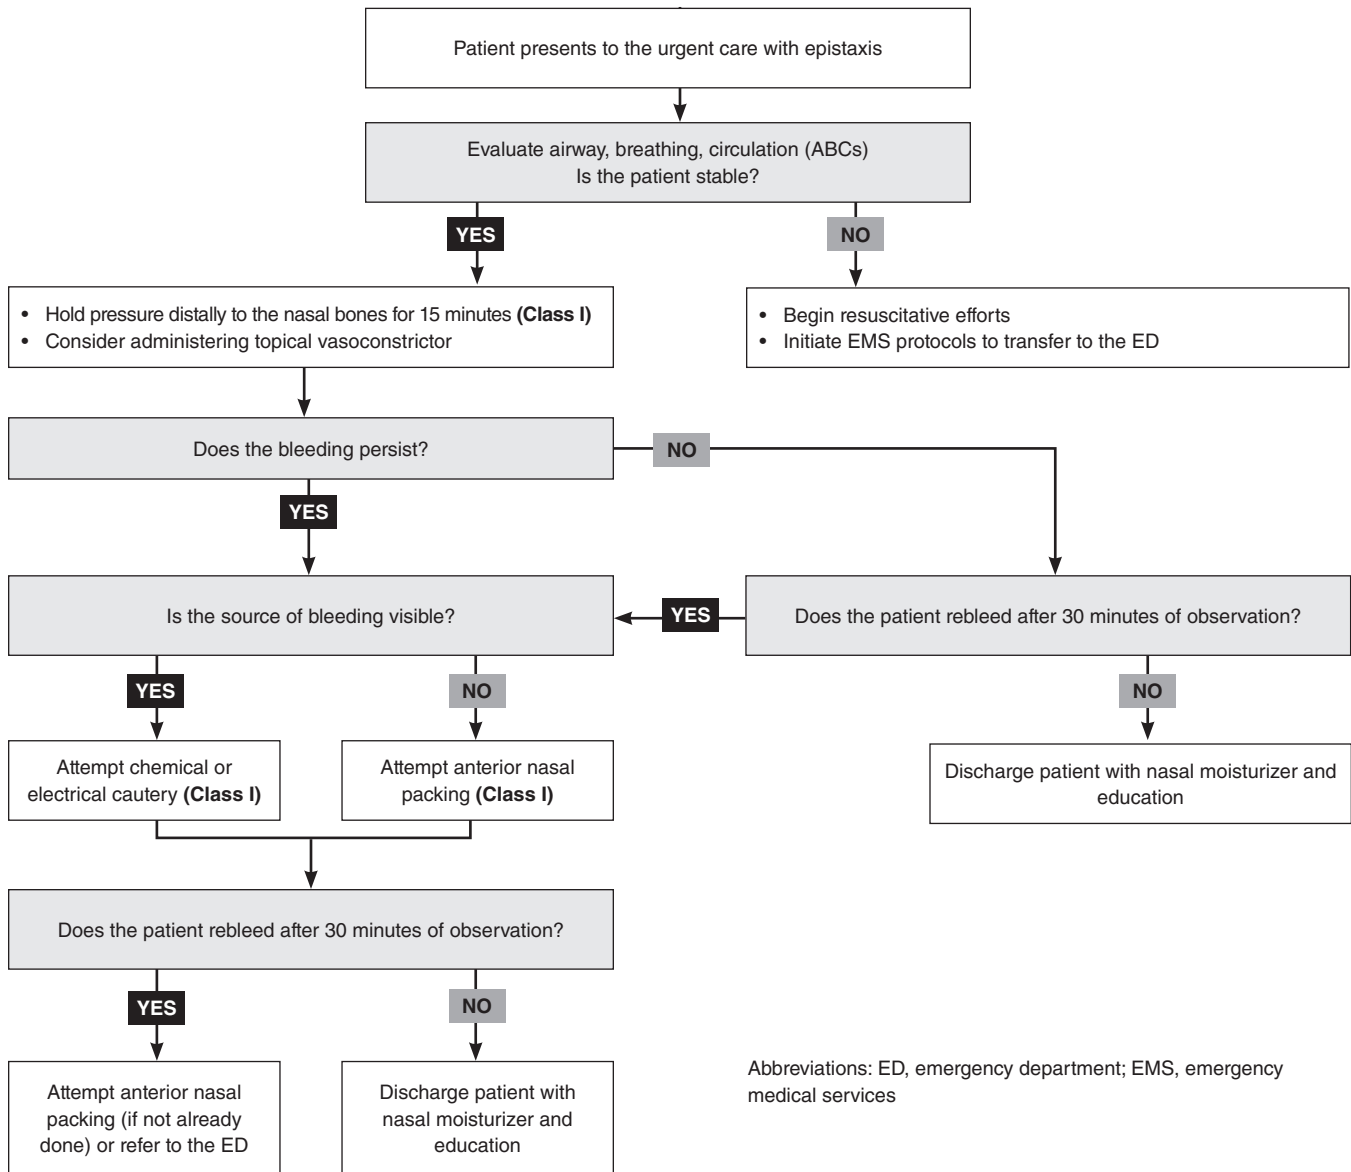 Patient presents to the urgent care with epistaxis
Evaluate airway, breathing, circulation (ABCs)
Is the patient stable?
YES
NO
• Hold pressure distally to the nasal bones for 15 minutes (Class I)
• Consider administering topical vasoconstrictor
• Begin resuscitative efforts
• Initiate EMS protocols to transfer to the ED
Does the bleeding persist?
NO
YES
Is the source of bleeding visible?
YES
Does the patient rebleed after 30 minutes of observation?
YES
NO
NO
Attempt chemical or
electrical cautery (Class I)
Attempt anterior nasal
packing (Class I)
Discharge patient with nasal moisturizer and
education
Does the patient rebleed after 30 minutes of observation?
YES
NO
Attempt anterior nasal
packing (if not already
done) or refer to the ED
Discharge patient with
nasal moisturizer and
education
Abbreviations: ED, emergency department; EMS, emergency
medical services